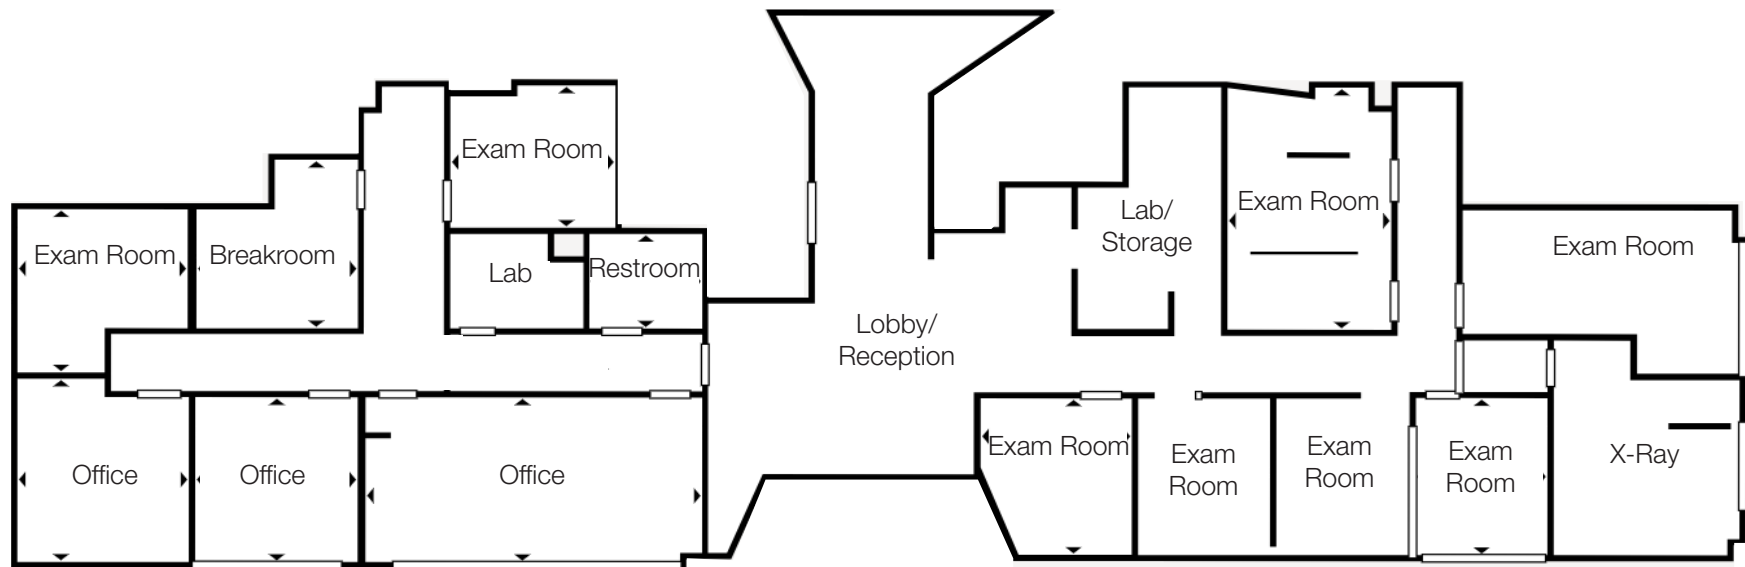 Exam Room
Exam Room
Breakroom
Lab
Restroom
Office
Office
Office
Lobby/
Reception
Lab/
Storage
Exam Room
Exam Room
Exam Room
Exam
Room
Exam
Room
Exam
Room
X-Ray